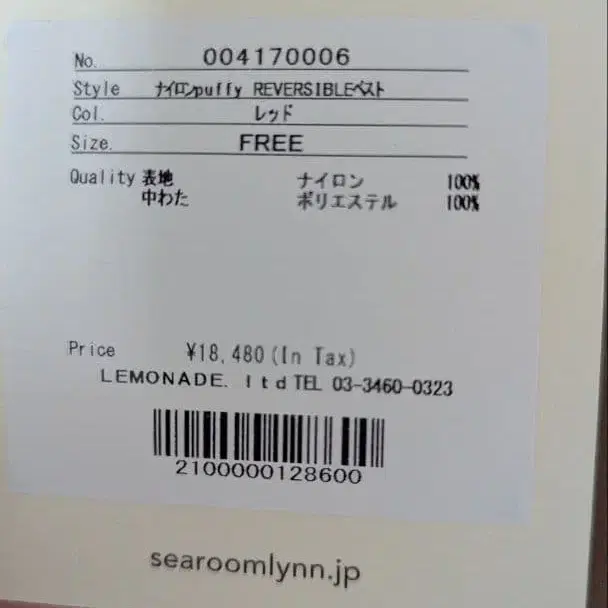 No. 004170006
Style ナイロンpuffy REVERSIBLEベスト
Col. レッド
Size. FREE
Quality 表地 ナイロン 100%
中わた ポリエステル 100%
Price ¥18,480(In Tax)
LEMONADE. ltd TEL 03-3460-0323
2100000128600
searoomlynn.jp